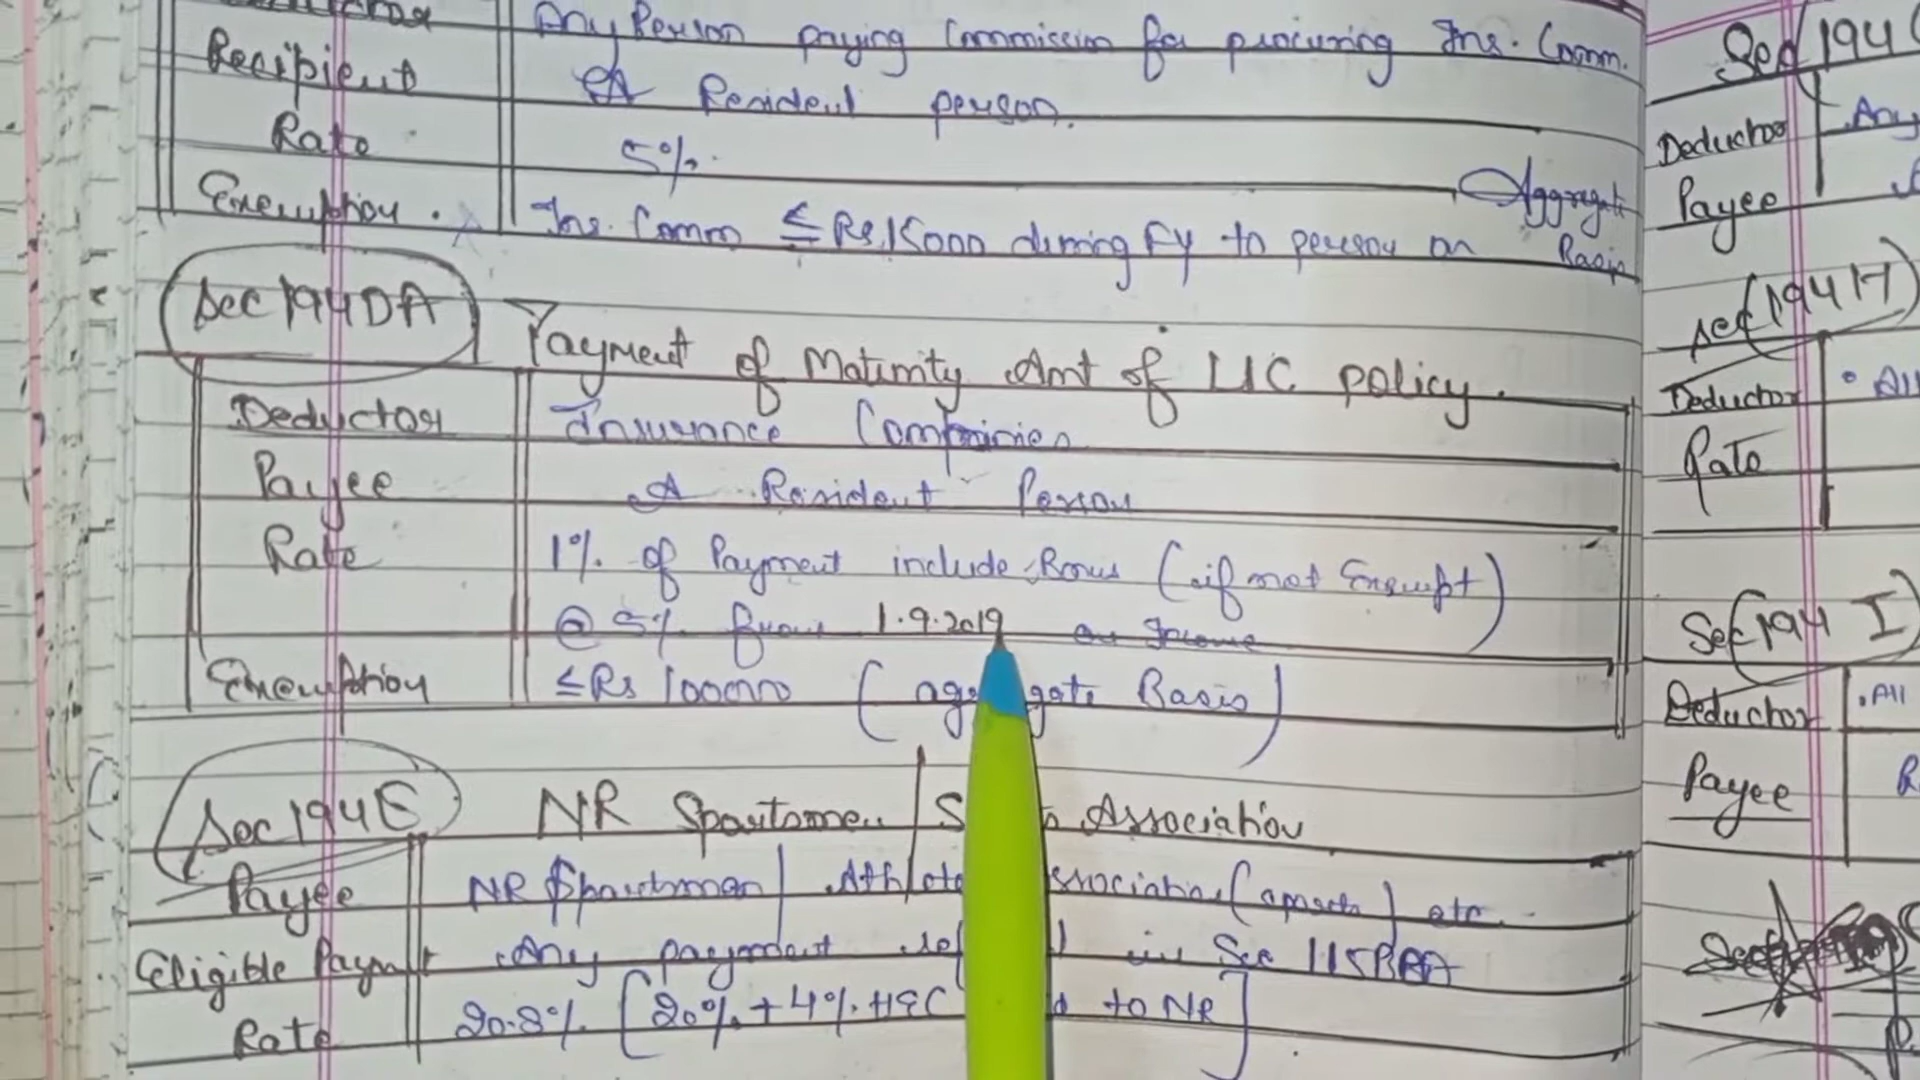 Any Person paying Commission for procuring Ins. Comm.
Recipient A Resident person.
Rate 5%.
Exemption. Ins. Comm ≤ Rs.15000 during FY to person on Aggregate Basis
Sec 194DA Payment of Maturity Amt of LIC policy.
Deductor Insurance Companies
Payee A Resident Person
Rate 1% of Payment include Bonus (if not Exempt)
@ 5% from 1.9.2019 on Income
Exemption ≤Rs 100000 (aggregate Basis)
Sec 194E NR Sportsmen / Association
Payee NR Sportsman / Association (sports) etc.
Eligible Paymt Any payment in Sec 115BBA
Rate 20.8% [20% + 4% HEC to NR]
Sec 194
Deductor Any
Payee
Sec 194H
Deductor • All
Rate
Sec 194 I
Deductor • All
Payee R